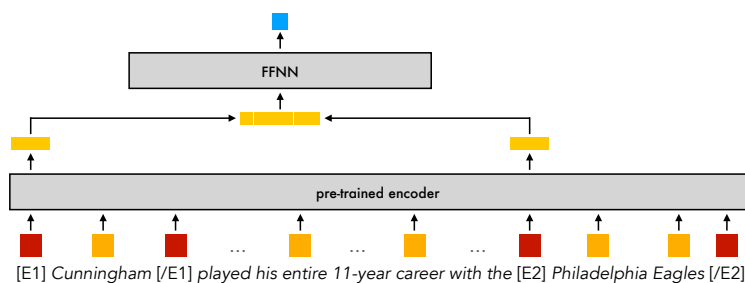 FFNN
pre-trained encoder
... ... ...
[E1] Cunningham [/E1] played his entire 11-year career with the [E2] Philadelphia Eagles [/E2]